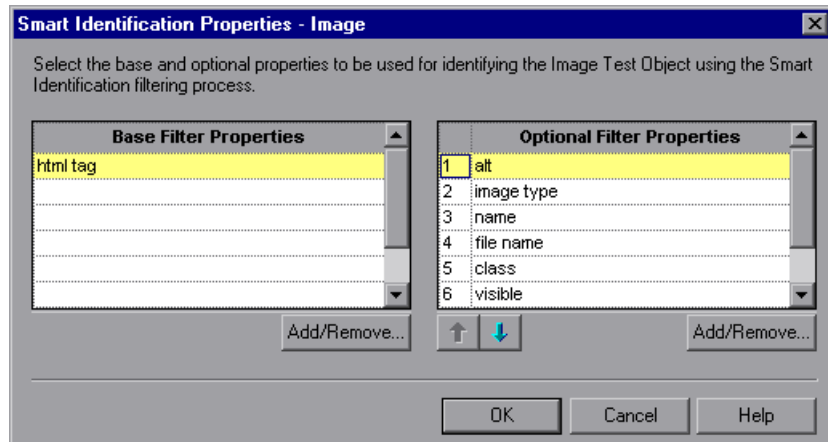 Smart Identification Properties - Image
Select the base and optional properties to be used for identifying the Image Test Object using the Smart
Identification filtering process.
Base Filter Properties
html tag
Add/Remove...
Optional Filter Properties
1 alt
2 image type
3 name
4 file name
5 class
6 visible
Add/Remove...
OK Cancel Help